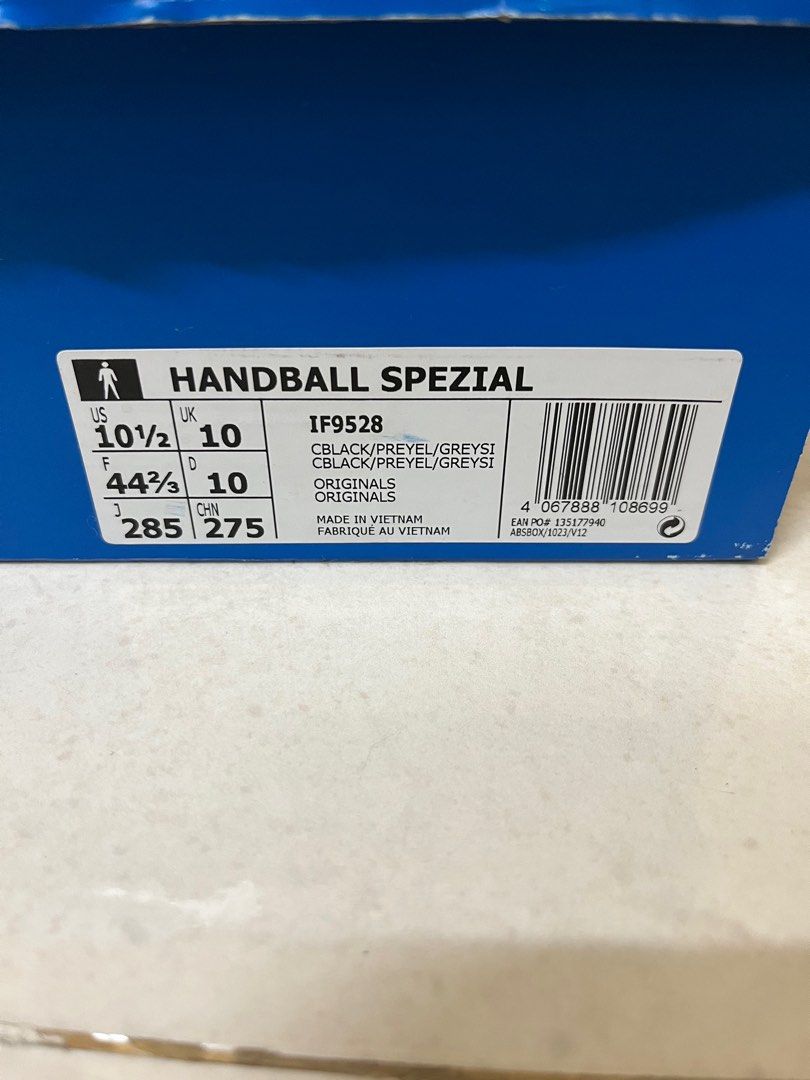 HANDBALL SPEZIAL
US 10½ UK 10
F 44⅔ D 10
J 285 CHN 275
IF9528
CBLACK/PREYEL/GREYSI
CBLACK/PREYEL/GREYSI
ORIGINALS
ORIGINALS
MADE IN VIETNAM
FABRIQUÉ AU VIETNAM
4 067888 108699
EAN PO# 135177940
ABSBOX/1023/V12